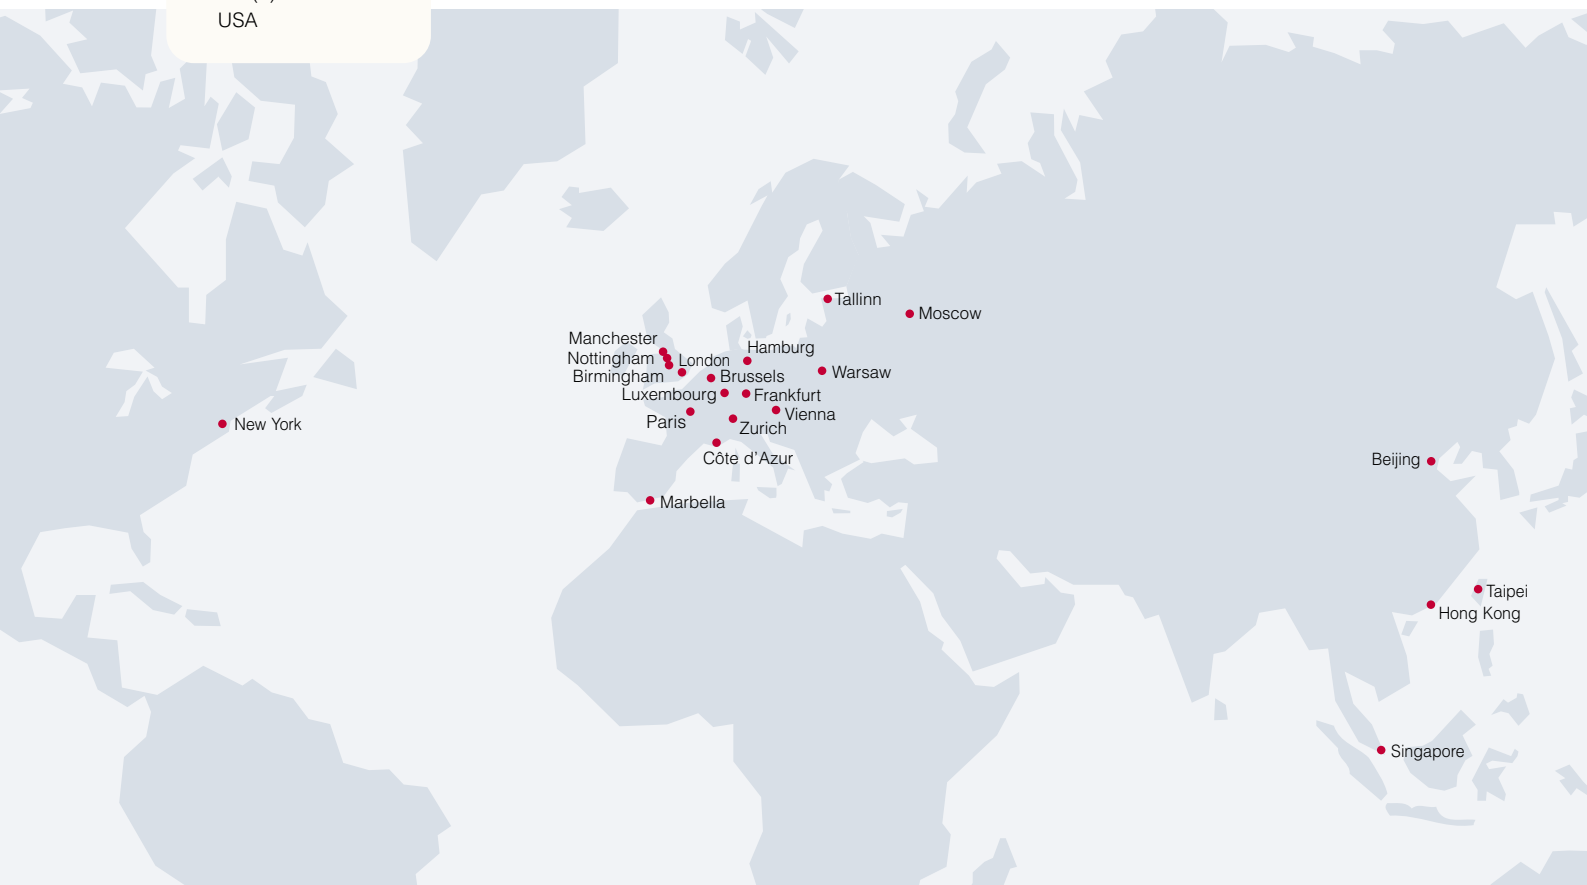 USA
Tallinn
Moscow
Manchester
Hamburg
Nottingham
London
Birmingham
Brussels
Warsaw
Luxembourg
Frankfurt
Vienna
Paris
Zurich
New York
Côte d'Azur
Beijing
Marbella
Taipei
Hong Kong
Singapore